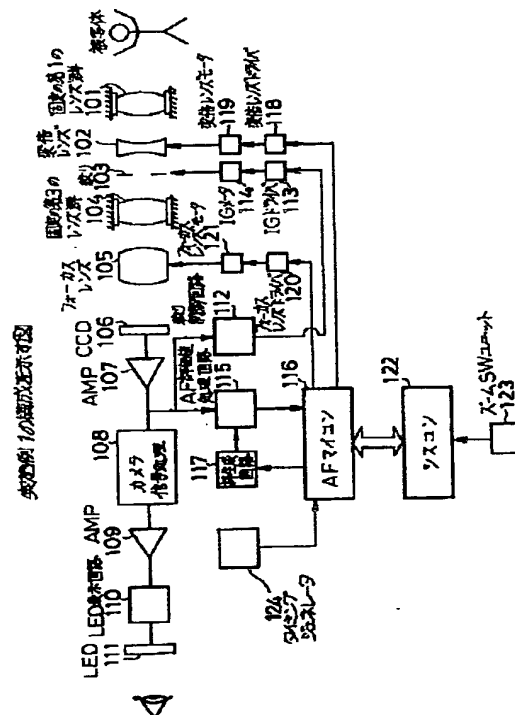 実施例1の構成を示す図
被写体
固定の第1の
レンズ群
101
変倍
レンズ
102
絞り
103
固定の第3の
レンズ群
104
フォーカス
レンズ
105
CCD
106
AMP
107
カメラ
信号処理
108
AMP
109
LED表示回路
110
LED
111
変倍レンズモータ
119
変倍レンズドライバ
118
IGメータ
114
IGドライバ
113
フォーカス
レンズモータ
121
フォーカス
レンズドライバ
120
絞り
制御回路
112
AF評価値
処理回路
115
117
AFマイコン
116
シスコン
122
ズームSWユニット
123
124
タイミング
ジェネレータ